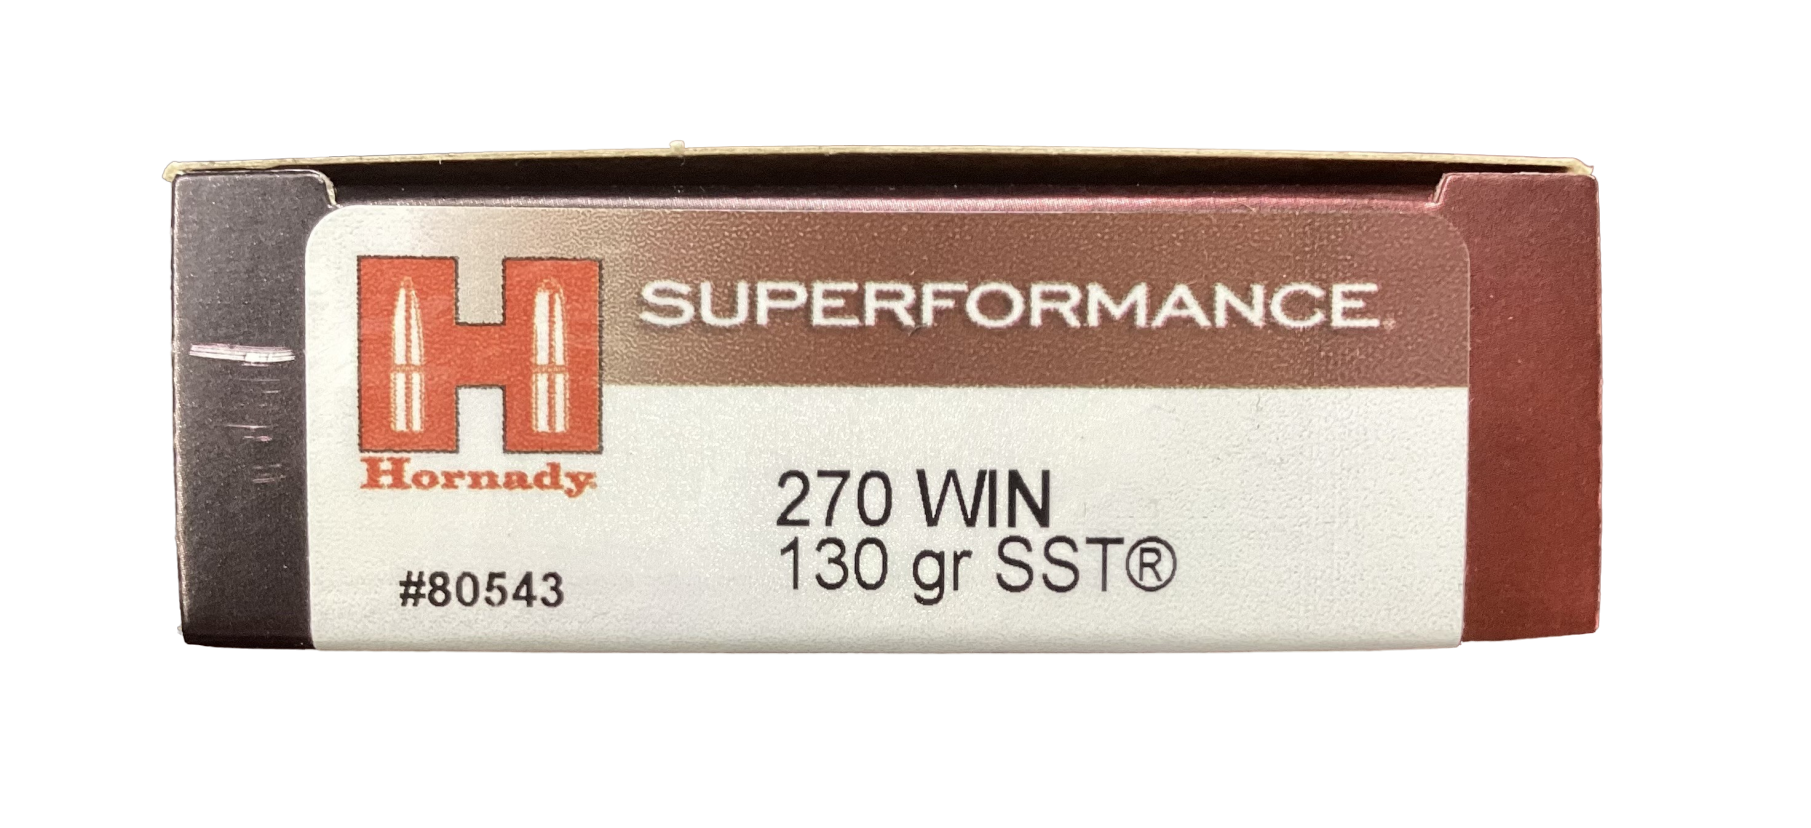 SUPERFORMANCE
Hornady
270 WIN
130 gr SST®
#80543